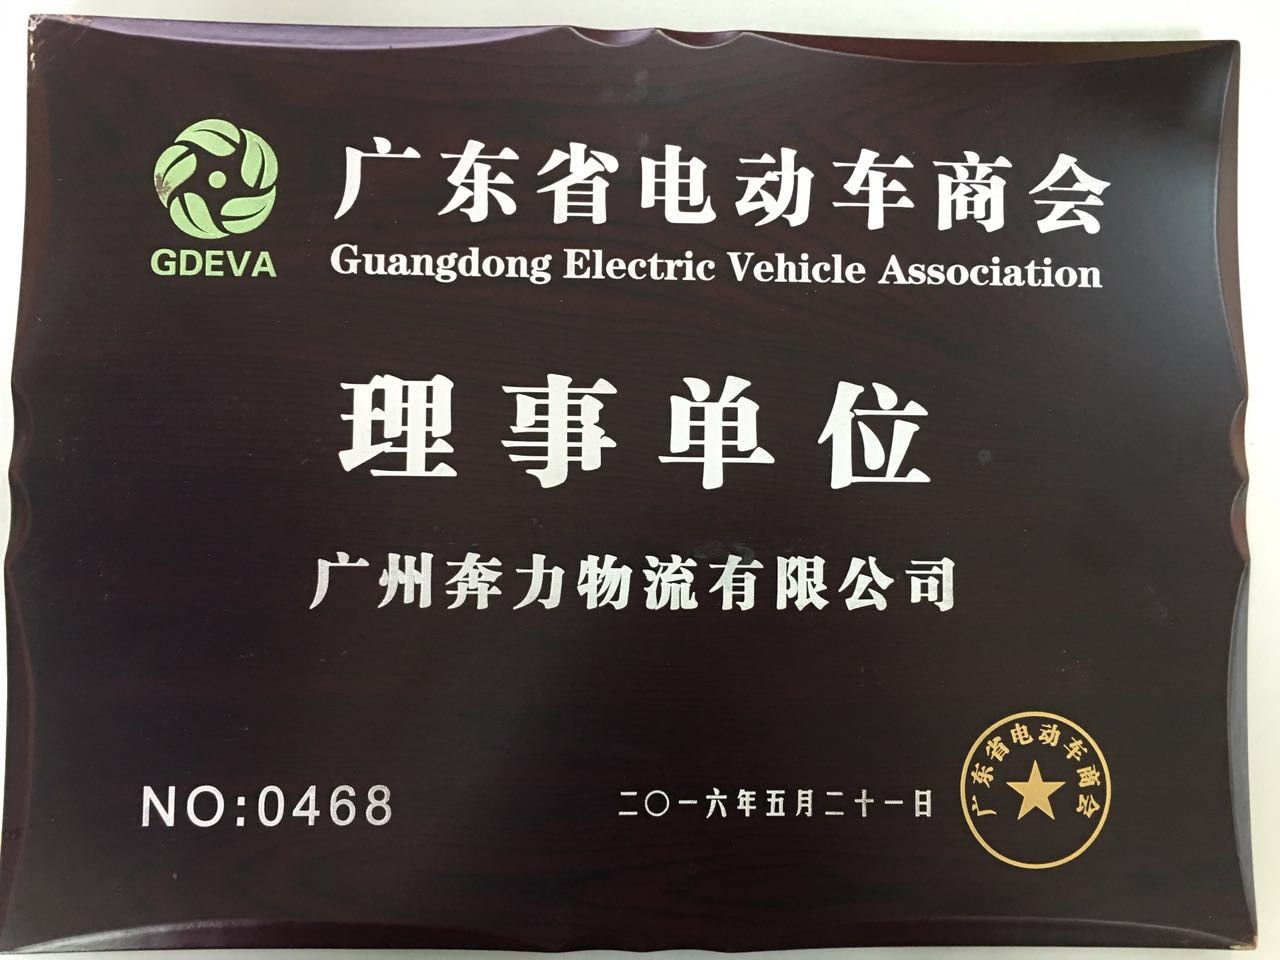 广东省电动车商会
GDEVA
Guangdong Electric Vehicle Association
理事单位
广州奔力物流有限公司
NO:0468
二〇一六年五月二十一日
广东省电动车商会